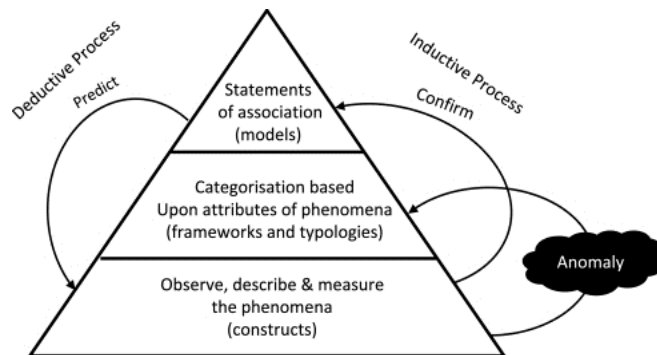 Deductive Process
Predict
Inductive Process
Confirm
Statements
of association
(models)
Categorisation based
Upon attributes of phenomena
(frameworks and typologies)
Anomaly
Observe, describe & measure
the phenomena
(constructs)